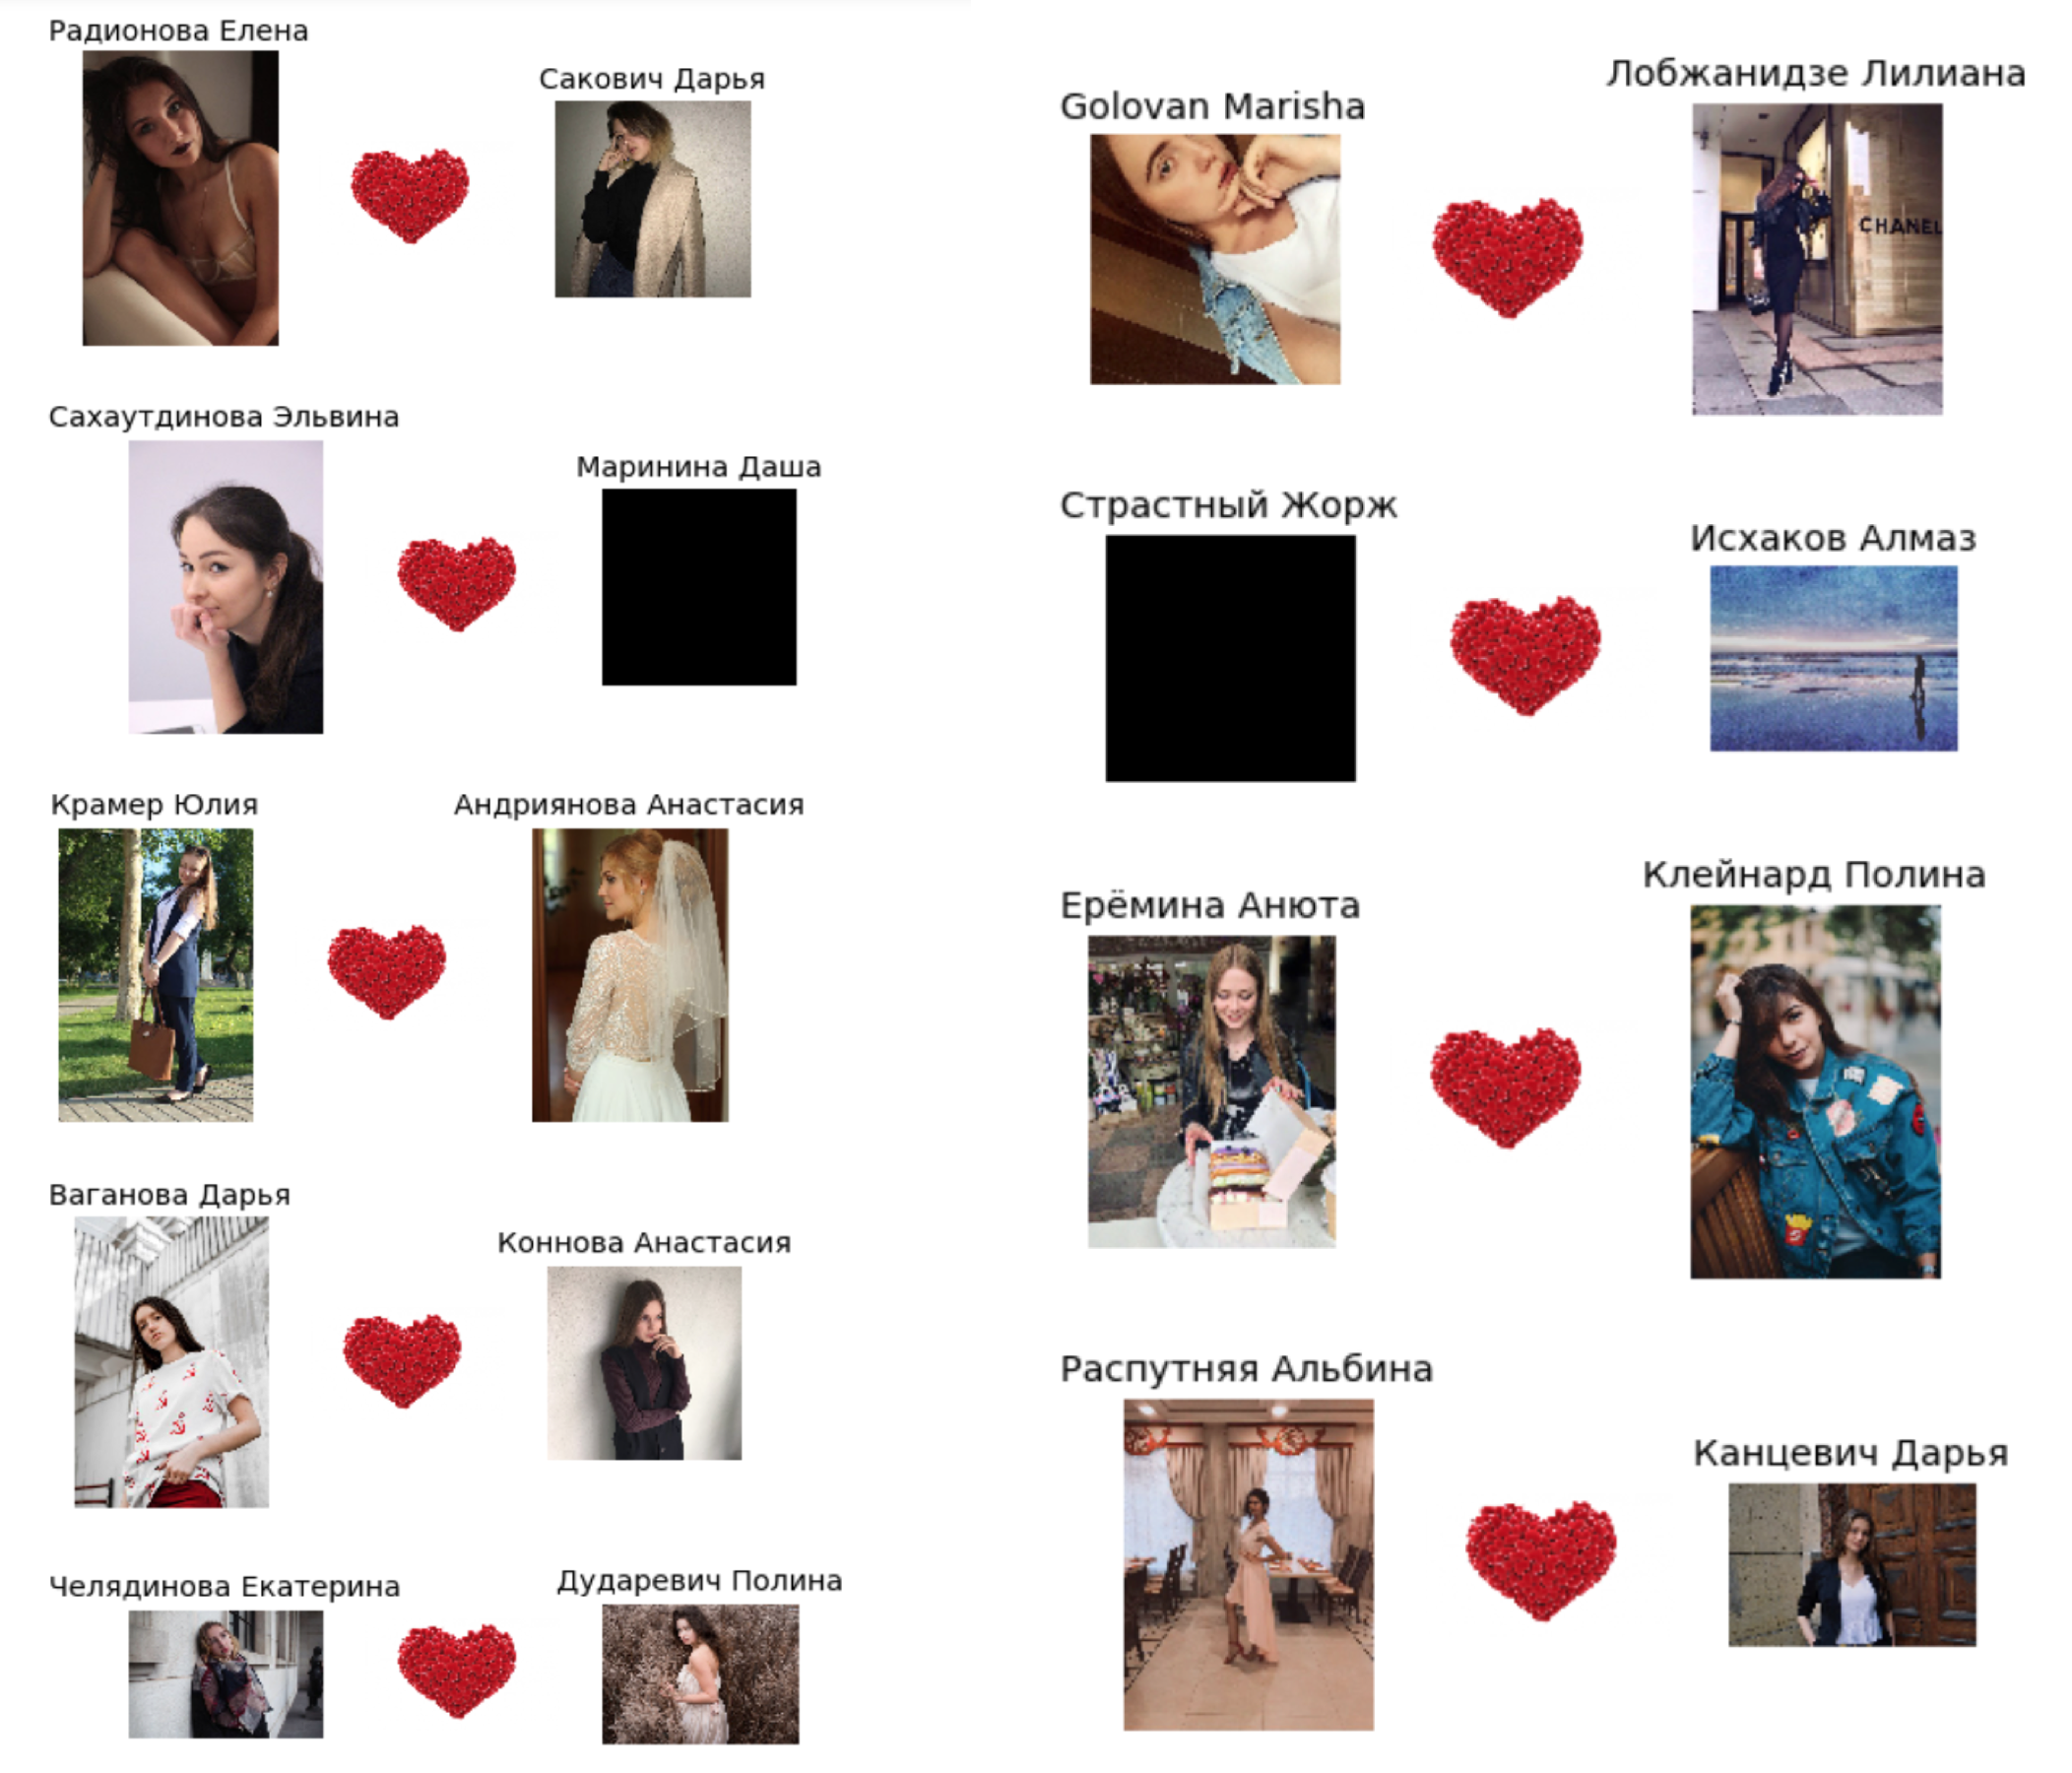 Радионова Елена
Сакович Дарья
Сахаутдинова Эльвина
Маринина Даша
Крамер Юлия
Андриянова Анастасия
Ваганова Дарья
Коннова Анастасия
Челядинова Екатерина
Дударевич Полина
Golovan Marisha
Лобжанидзе Лилиана
CHANEL
Страстный Жорж
Исхаков Алмаз
Ерёмина Анюта
Клейнард Полина
Распутняя Альбина
Канцевич Дарья